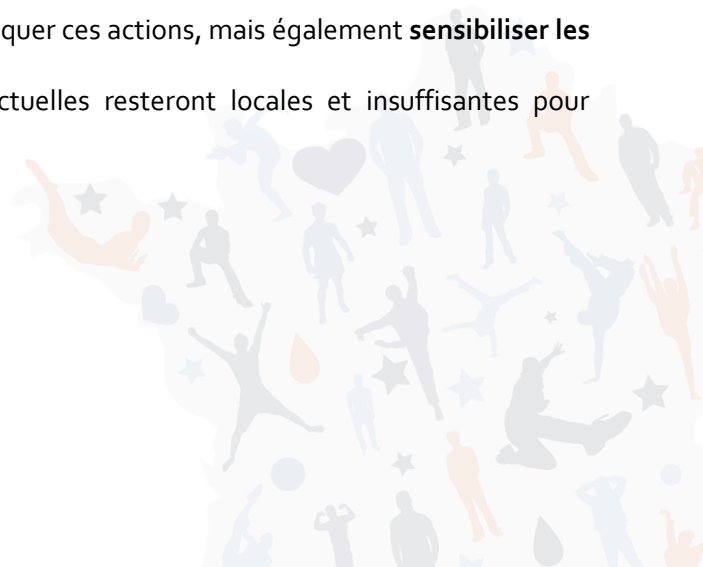 quer ces actions, mais également sensibiliser les
ctuelles resteront locales et insuffisantes pour